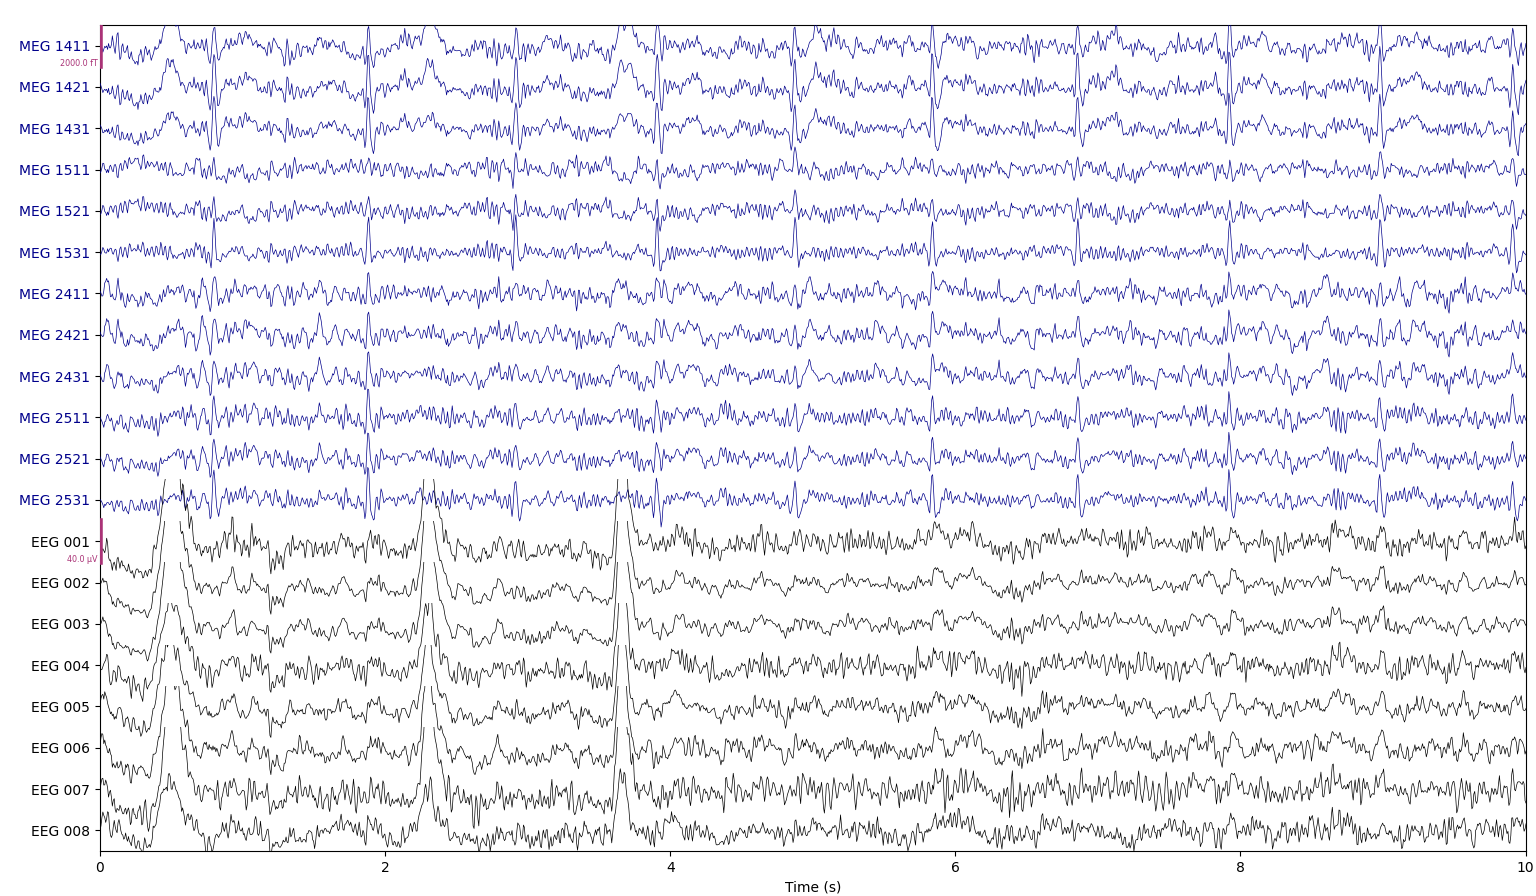 MEG 1411
2000.0 fT
MEG 1421
MEG 1431
MEG 1511
MEG 1521
MEG 1531
MEG 2411
MEG 2421
MEG 2431
MEG 2511
MEG 2521
MEG 2531
EEG 001
40.0 µV
EEG 002
EEG 003
EEG 004
EEG 005
EEG 006
EEG 007
EEG 008
0 2 4 6 8 10
Time (s)